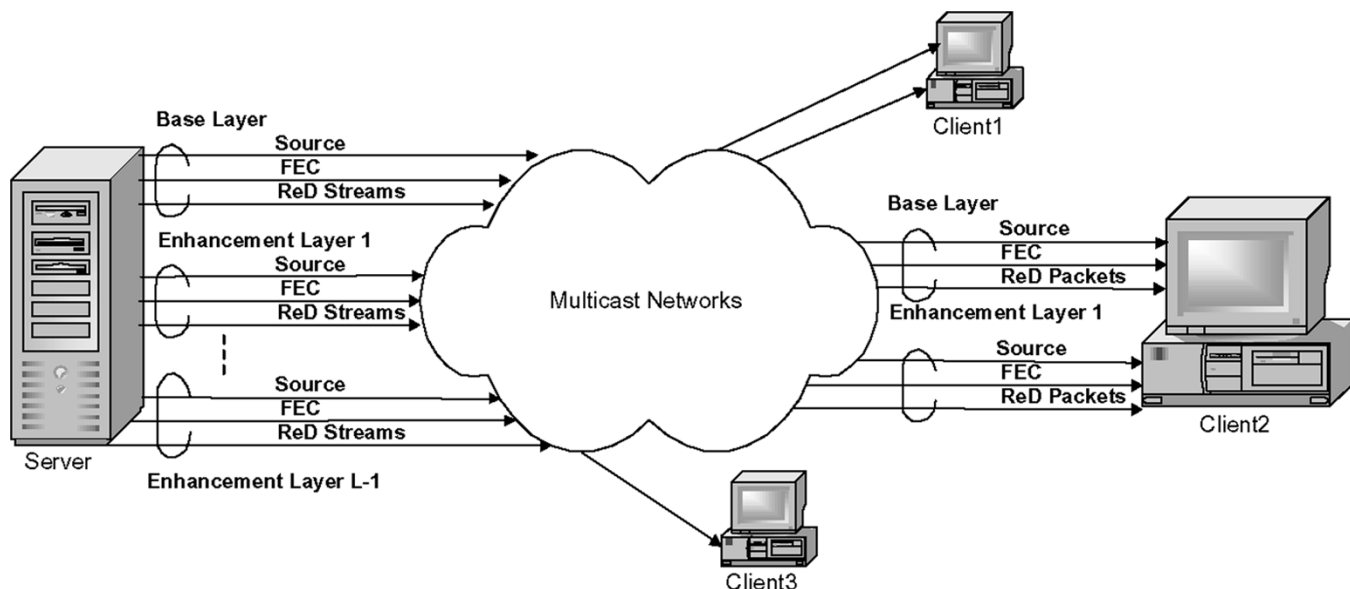 Base Layer
Source
FEC
ReD Streams
Enhancement Layer 1
Source
FEC
ReD Streams
Source
FEC
ReD Streams
Enhancement Layer L-1
Server
Multicast Networks
Client1
Base Layer
Source
FEC
ReD Packets
Enhancement Layer 1
Source
FEC
ReD Packets
Client2
Client3